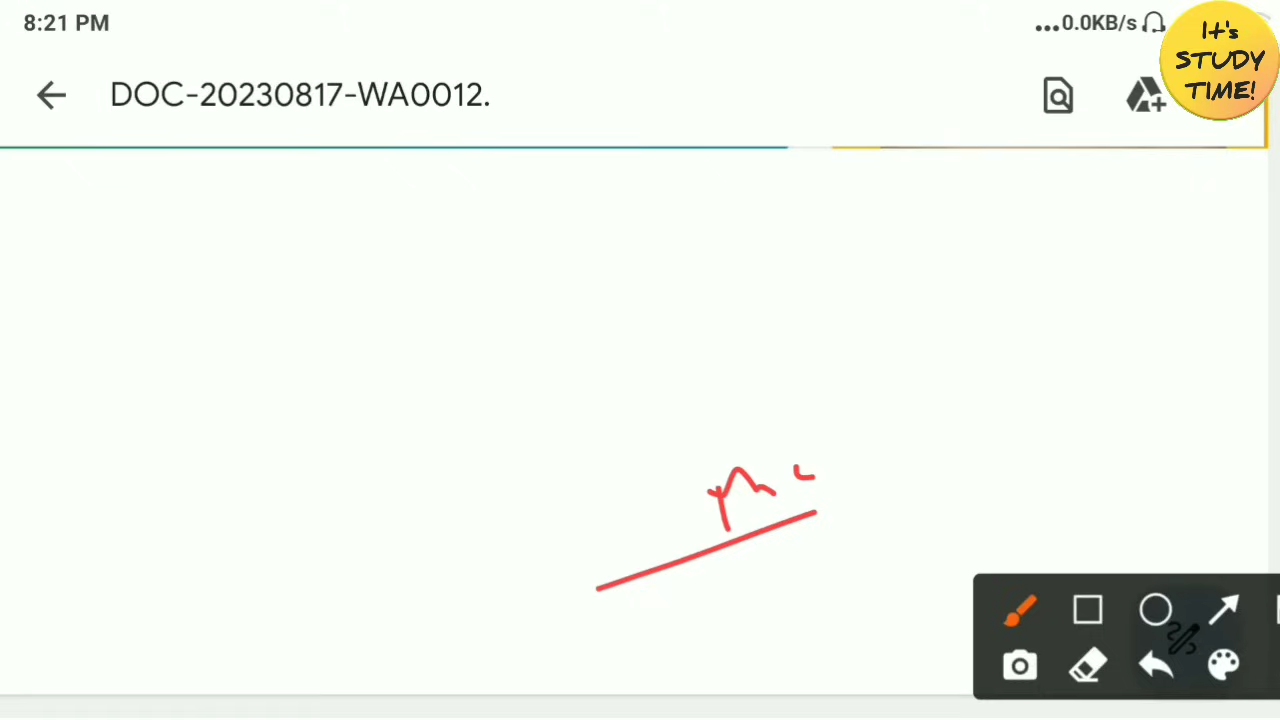 8:21 PM
...0.0KB/s
It's
STUDY
TIME!
DOC-20230817-WA0012.